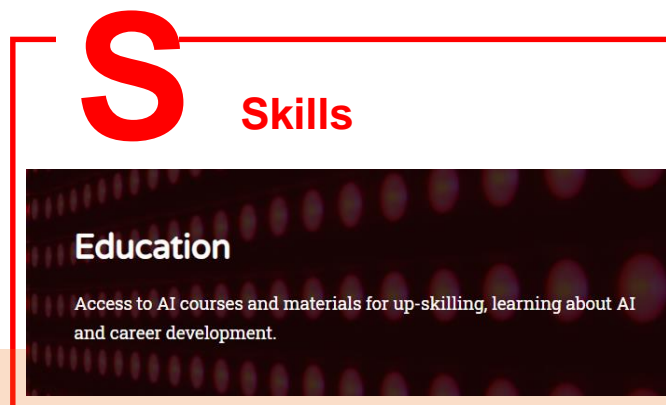 S
Skills
Education
Access to AI courses and materials for up-skilling, learning about AI
and career development.